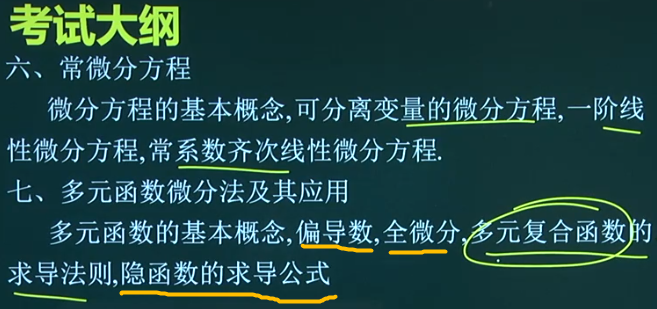 考试大纲
六、常微分方程
微分方程的基本概念,可分离变量的微分方程,一阶线
性微分方程,常系数齐次线性微分方程.
七、多元函数微分法及其应用
多元函数的基本概念,偏导数,全微分,多元复合函数的
求导法则,隐函数的求导公式